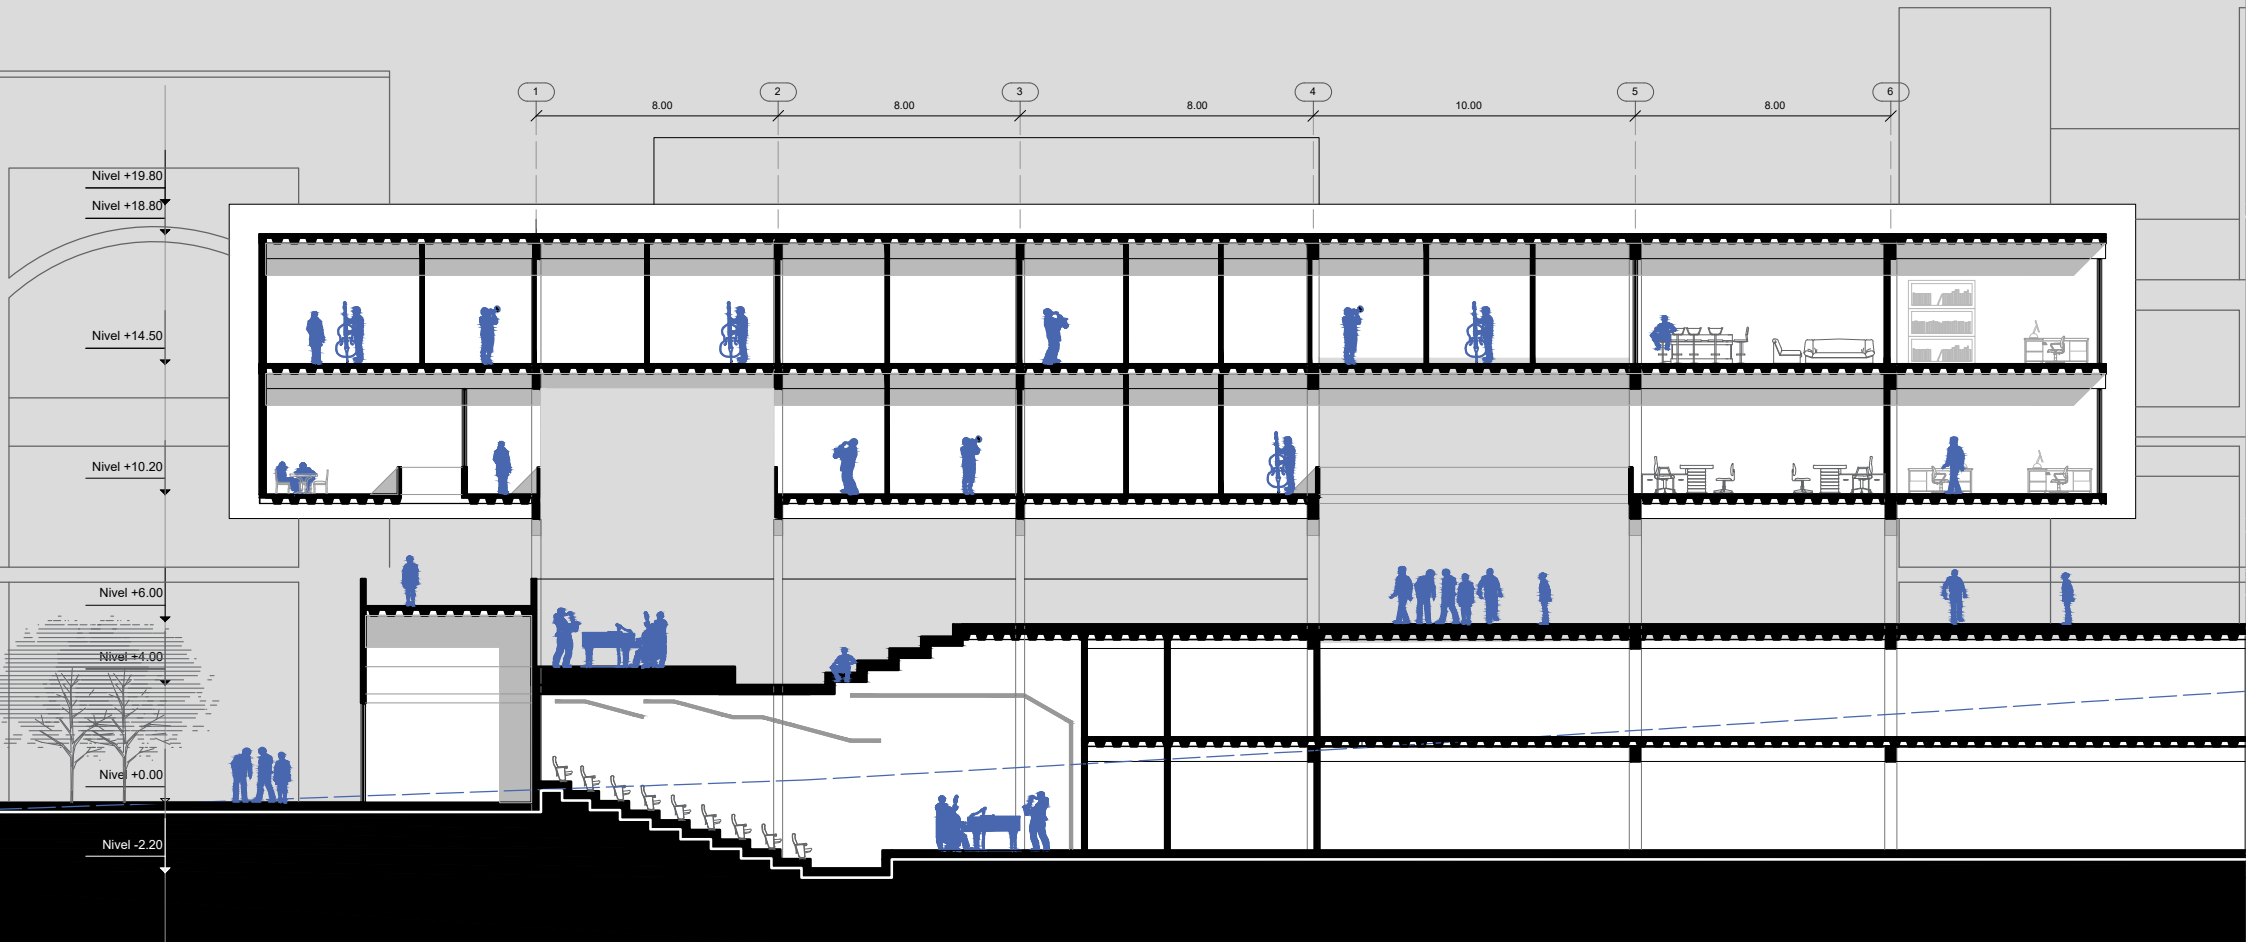 1 2 3 4 5 6
8.00 8.00 8.00 10.00 8.00
Nivel +19.80
Nivel +18.80
Nivel +14.50
Nivel +10.20
Nivel +6.00
Nivel +4.00
Nivel +0.00
Nivel -2.20